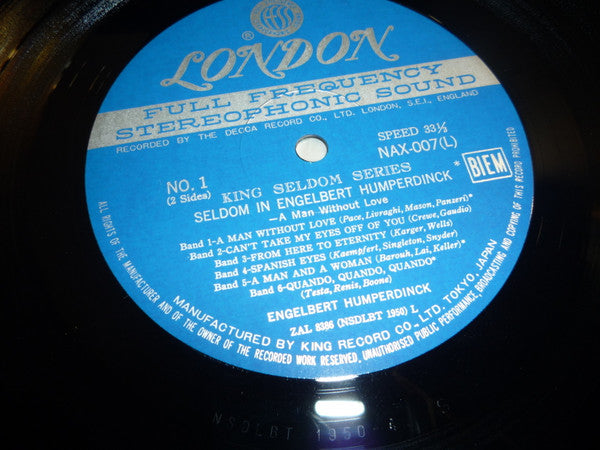 FFSS
®
LONDON
FULL FREQUENCY
STEREOPHONIC SOUND
RECORDED BY THE DECCA RECORD CO., LTD. LONDON, S.E.I., ENGLAND
SPEED 33⅓
NAX-007(L)
NO. 1
(2 Sides)
KING SELDOM SERIES
SELDOM IN ENGELBERT HUMPERDINCK*
BIEM
—A Man Without Love
Band 1-A MAN WITHOUT LOVE (Pace, Livraghi, Mason, Panzeri)*
Band 2-CAN'T TAKE MY EYES OFF OF YOU (Crewe, Gaudio)
Band 3-FROM HERE TO ETERNITY (Karger, Wells)
Band 4-SPANISH EYES (Kaempfert, Singleton, Snyder)
Band 5-A MAN AND A WOMAN (Barouh, Lai, Keller)*
Band 6-QUANDO, QUANDO, QUANDO*
(Testa, Renis, Boone)
ENGELBERT HUMPERDINCK
ZAL 8386 (NSDLBT 1950) L
MANUFACTURED BY KING RECORD CO., LTD. TOKYO, JAPAN
ALL RIGHTS OF THE MANUFACTURER AND OF THE OWNER OF THE RECORDED WORK RESERVED, UNAUTHORISED PUBLIC PERFORMANCE, BROADCASTING AND COPYING OF THIS RECORD PROHIBITED
NSDLBT 1950